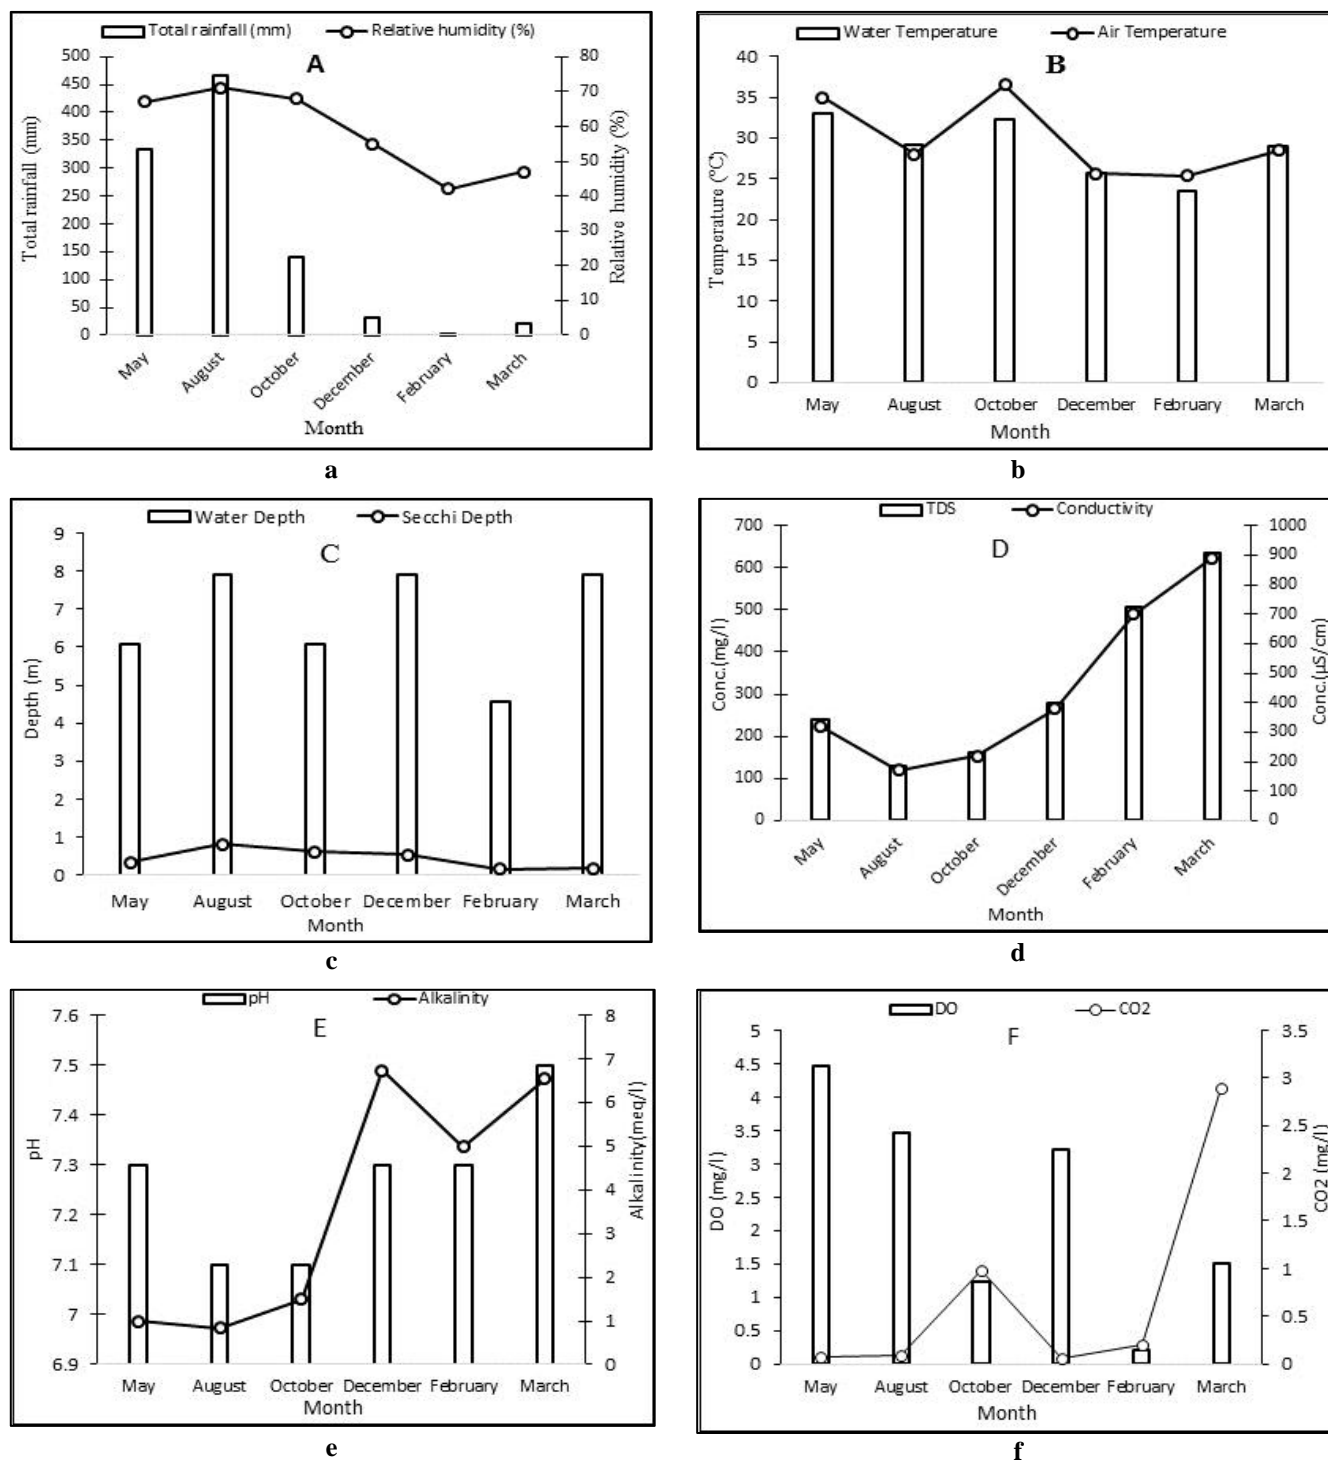 Total rainfall (mm) Relative humidity (%)
A
500
450
400
350
300
250
200
150
100
50
0
80
70
60
50
40
30
20
10
0
Total rainfall (mm)
Relative humidity (%)
May August October December February March
Month
a
Water Temperature Air Temperature
B
40
35
30
25
20
15
10
5
0
Temperature (°C)
May August October December February March
Month
b
Water Depth Secchi Depth
C
9
8
7
6
5
4
3
2
1
0
Depth (m)
May August October December February March
Month
c
TDS Conductivity
D
700
600
500
400
300
200
100
0
1000
900
800
700
600
500
400
300
200
100
0
Conc.(mg/l)
Conc.(µS/cm)
May August October December February March
Month
d
pH Alkalinity
E
7.6
7.5
7.4
7.3
7.2
7.1
7
6.9
8
7
6
5
4
3
2
1
0
pH
Alkalinity(meq/l)
May August October December February March
Month
e
DO CO2
F
5
4.5
4
3.5
3
2.5
2
1.5
1
0.5
0
3.5
3
2.5
2
1.5
1
0.5
0
DO (mg/l)
CO2 (mg/l)
May August October December February March
Month
f